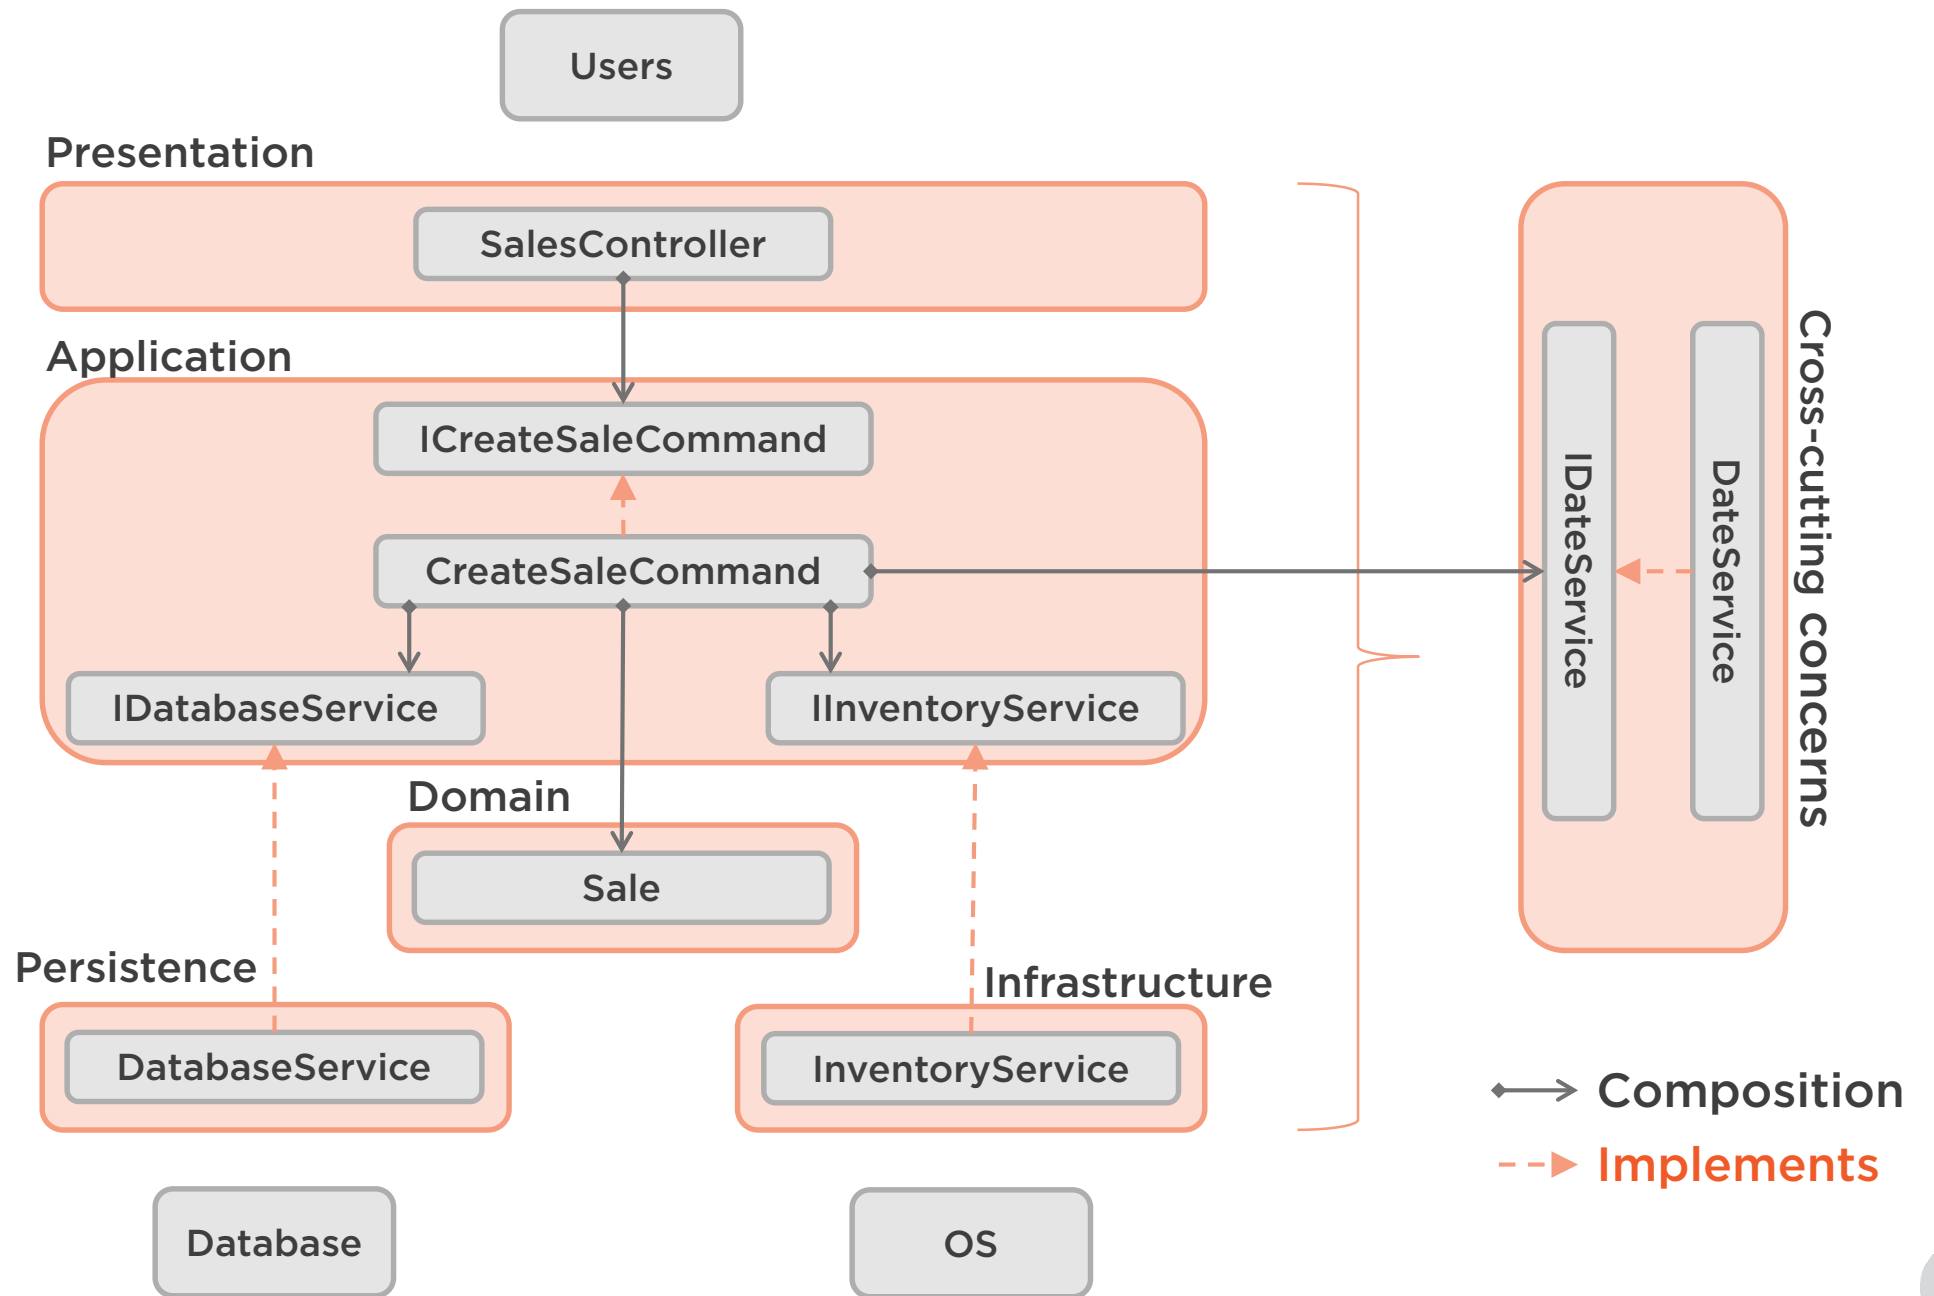 Users
Presentation
SalesController
Application
ICreateSaleCommand
CreateSaleCommand
IDatabaseService
IInventoryService
Domain
Sale
Persistence
DatabaseService
Infrastructure
InventoryService
Database
OS
IDateService
DateService
Cross-cutting concerns
Composition
Implements